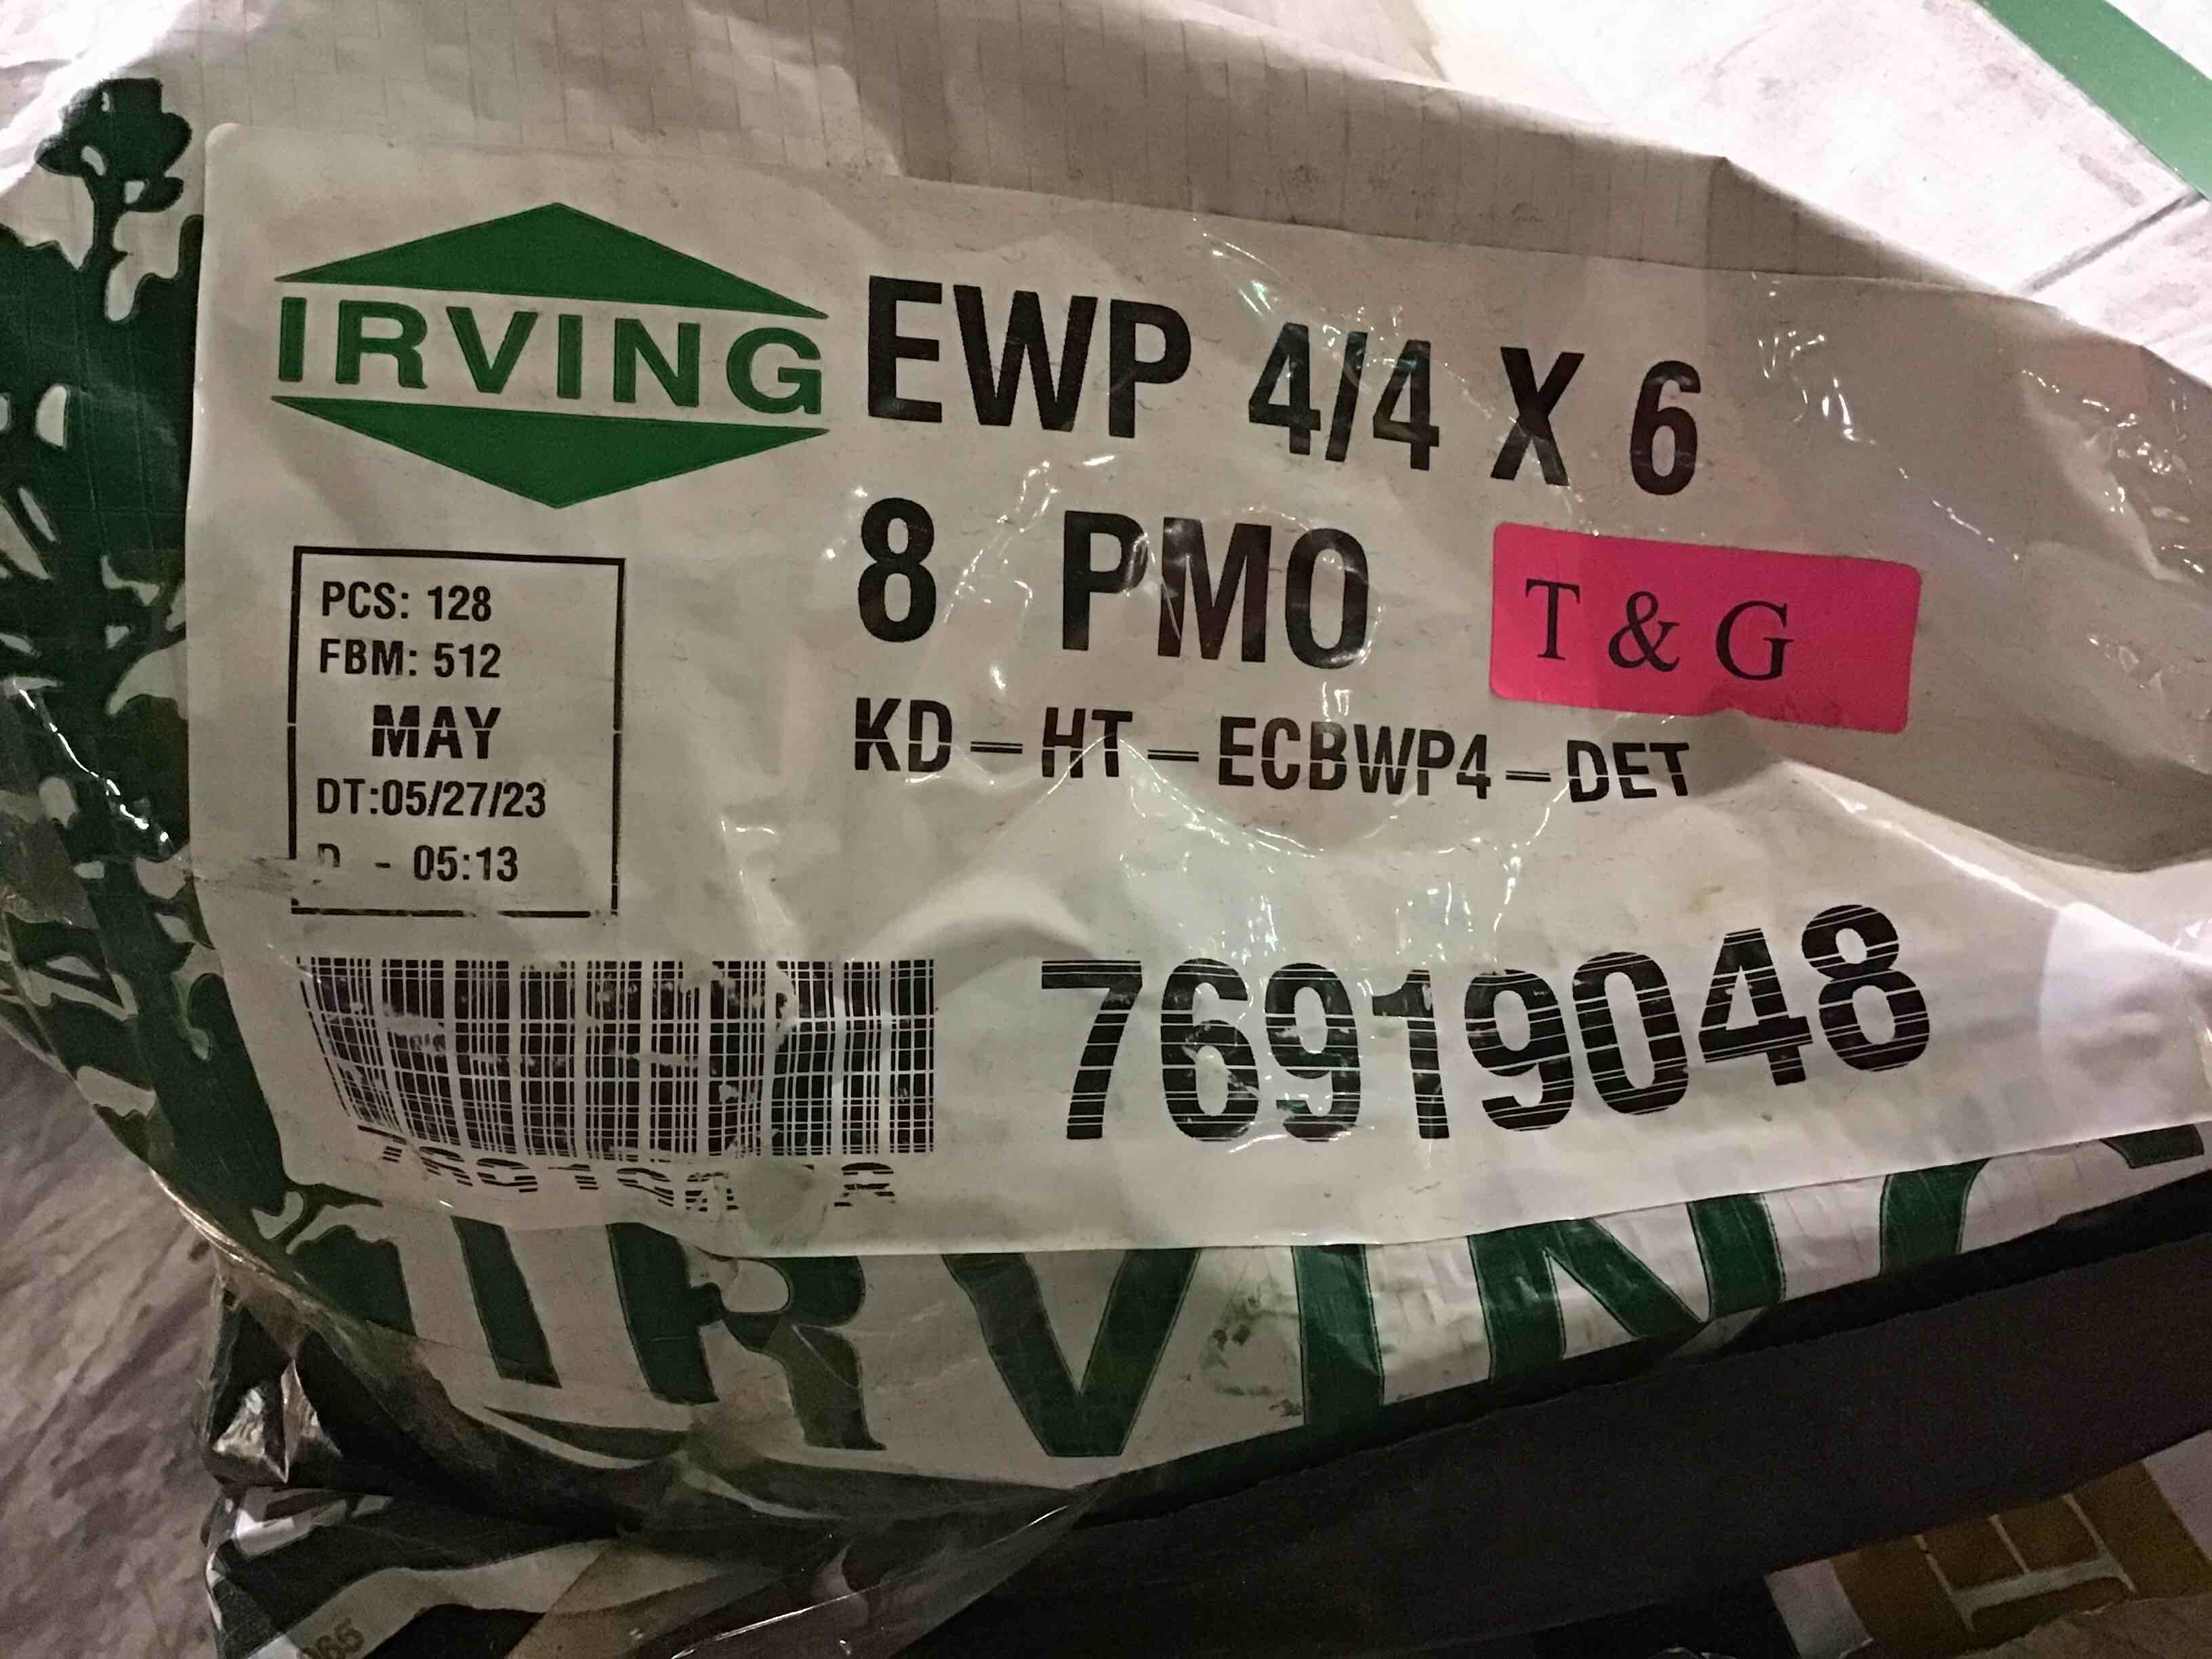 IRVING
EWP 4/4 X 6
8 PMO
T & G
KD-HT-ECBWP4-DET
PCS: 128
FBM: 512
MAY
DT:05/27/23
- 05:13
76919048
IRVING